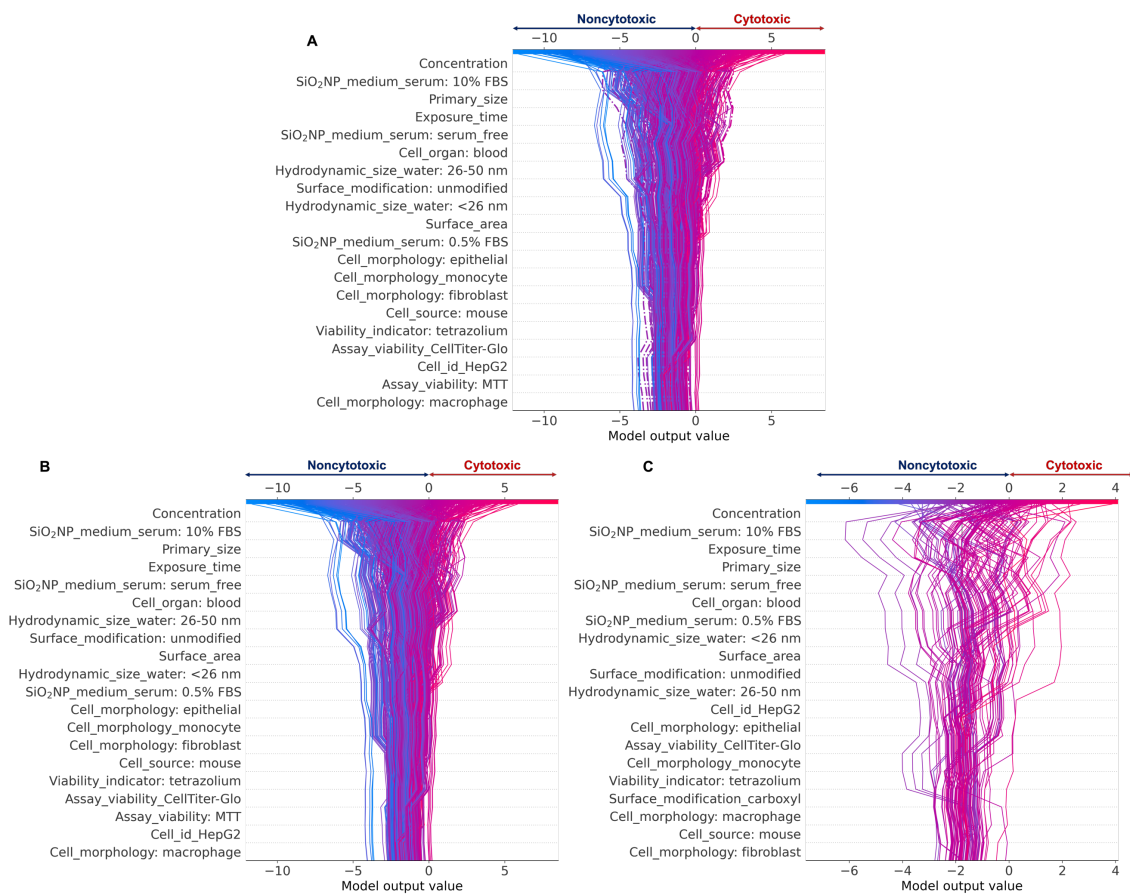 Noncytotoxic Cytotoxic
A
−10 −5 0 5
Concentration
SiO₂NP_medium_serum: 10% FBS
Primary_size
Exposure_time
SiO₂NP_medium_serum: serum_free
Cell_organ: blood
Hydrodynamic_size_water: 26-50 nm
Surface_modification: unmodified
Hydrodynamic_size_water: <26 nm
Surface_area
SiO₂NP_medium_serum: 0.5% FBS
Cell_morphology: epithelial
Cell_morphology_monocyte
Cell_morphology: fibroblast
Cell_source: mouse
Viability_indicator: tetrazolium
Assay_viability_CellTiter-Glo
Cell_id_HepG2
Assay_viability: MTT
Cell_morphology: macrophage
−10 −5 0 5
Model output value
B
Noncytotoxic Cytotoxic
−10 −5 0 5
Concentration
SiO₂NP_medium_serum: 10% FBS
Primary_size
Exposure_time
SiO₂NP_medium_serum: serum_free
Cell_organ: blood
Hydrodynamic_size_water: 26-50 nm
Surface_modification: unmodified
Surface_area
Hydrodynamic_size_water: <26 nm
SiO₂NP_medium_serum: 0.5% FBS
Cell_morphology: epithelial
Cell_morphology_monocyte
Cell_morphology: fibroblast
Cell_source: mouse
Viability_indicator: tetrazolium
Assay_viability_CellTiter-Glo
Assay_viability: MTT
Cell_id_HepG2
Cell_morphology: macrophage
−10 −5 0 5
Model output value
C
Noncytotoxic Cytotoxic
−6 −4 −2 0 2 4
Concentration
SiO₂NP_medium_serum: 10% FBS
Exposure_time
Primary_size
SiO₂NP_medium_serum: serum_free
Cell_organ: blood
SiO₂NP_medium_serum: 0.5% FBS
Hydrodynamic_size_water: <26 nm
Surface_area
Surface_modification: unmodified
Hydrodynamic_size_water: 26-50 nm
Cell_id_HepG2
Cell_morphology: epithelial
Assay_viability_CellTiter-Glo
Cell_morphology_monocyte
Viability_indicator: tetrazolium
Surface_modification_carboxyl
Cell_morphology: macrophage
Cell_source: mouse
Cell_morphology: fibroblast
−6 −4 −2 0 2 4
Model output value